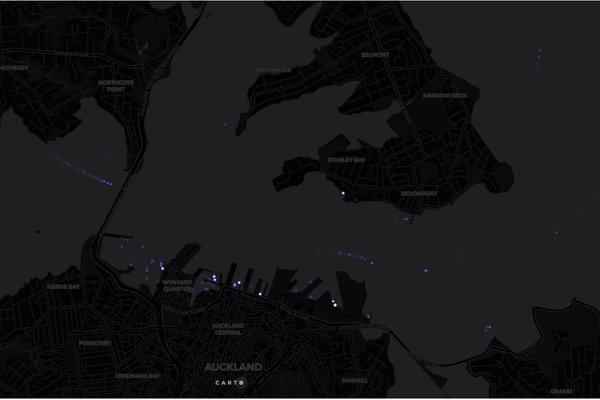 BELMONT
BAYSWATER
NORTHCOTE
POINT
NARROW NECK
STANLEY BAY
DEVONPORT
HERNE BAY
WYNYARD
QUARTER
AUCKLAND
CENTRAL
PONSONBY
AUCKLAND
FREEMANS BAY
PARNELL
CARTO
ORAKEI